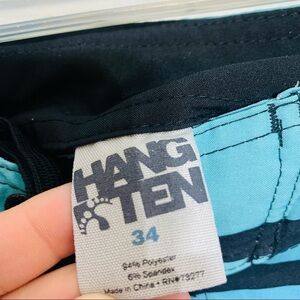 HANG
TEN
34
94% Polyester
6% Spandex
Made in China • RN#73277